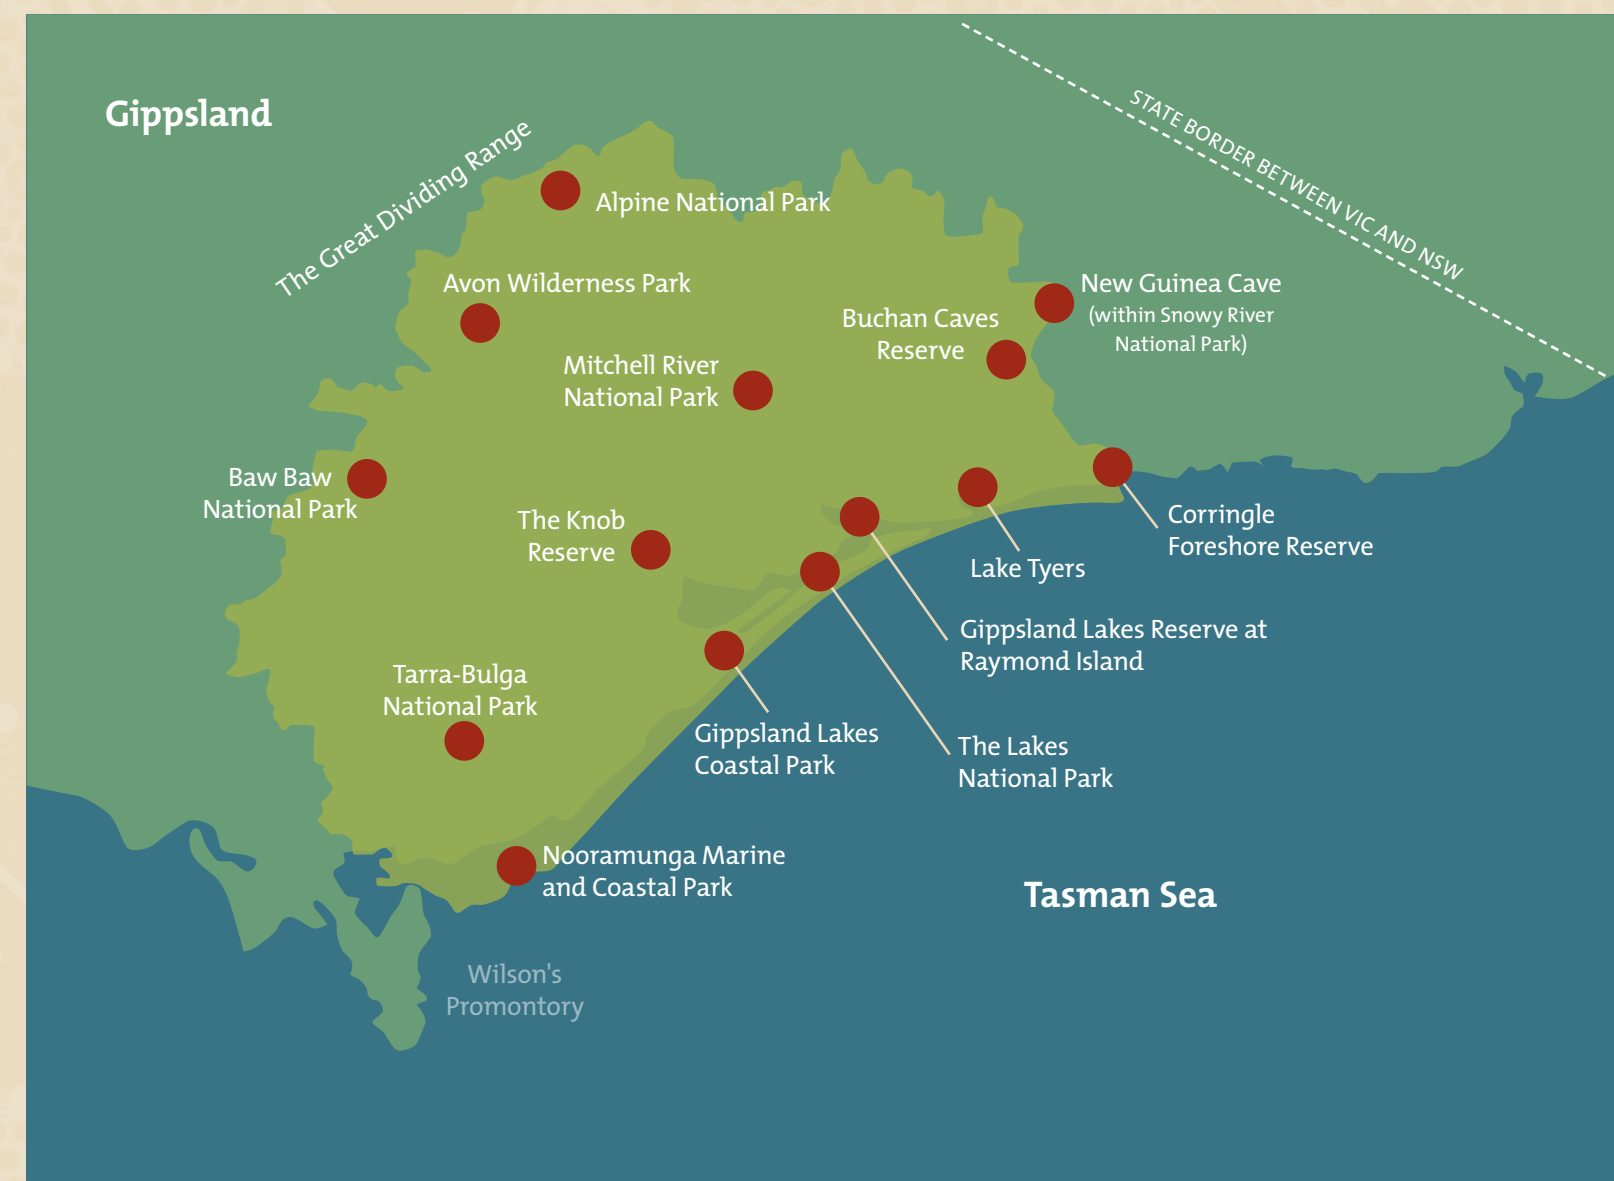 Gippsland
The Great Dividing Range
STATE BORDER BETWEEN VIC AND NSW
Alpine National Park
Avon Wilderness Park
New Guinea Cave
(within Snowy River
National Park)
Buchan Caves
Reserve
Mitchell River
National Park
Baw Baw
National Park
The Knob
Reserve
Corringle
Foreshore Reserve
Lake Tyers
Gippsland Lakes Reserve at
Raymond Island
Tarra-Bulga
National Park
Gippsland Lakes
Coastal Park
The Lakes
National Park
Nooramunga Marine
and Coastal Park
Tasman Sea
Wilson's
Promontory